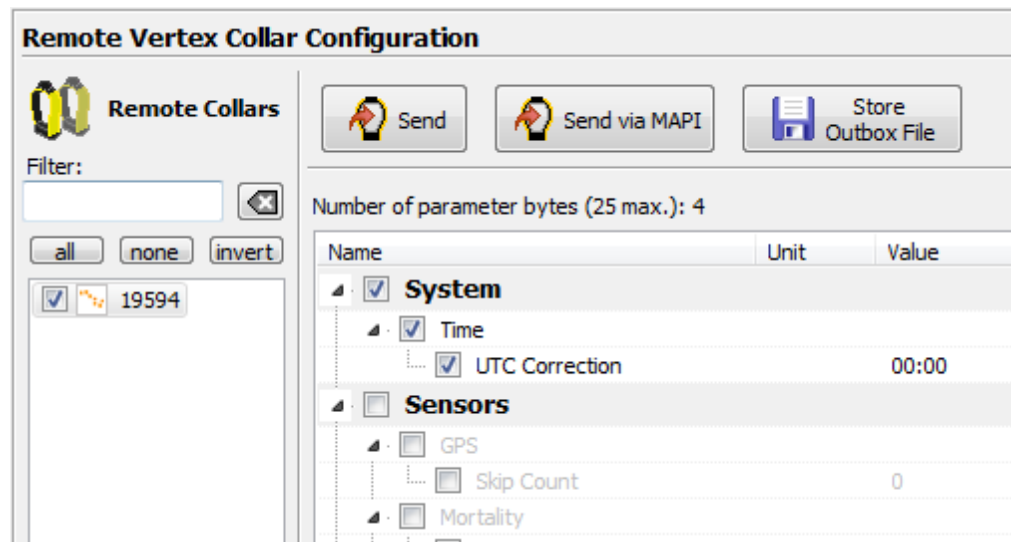 Remote Vertex Collar Configuration
Remote Collars
Filter:
all none invert
19594
Send
Send via MAPI
Store
Outbox File
Number of parameter bytes (25 max.): 4
Name Unit Value
System
Time
UTC Correction 00:00
Sensors
GPS
Skip Count 0
Mortality